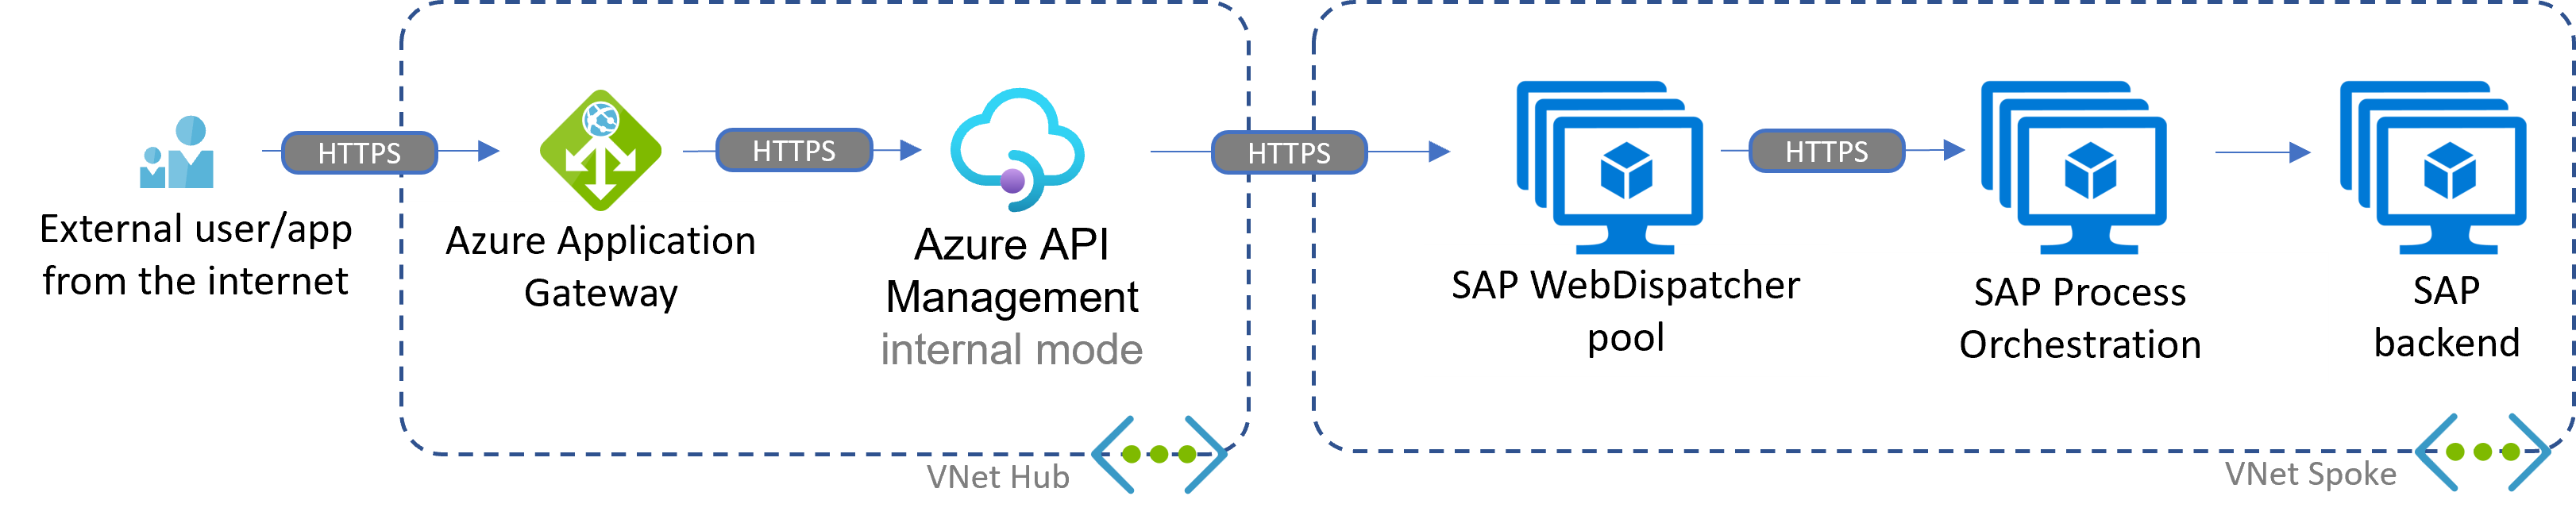 HTTPS
HTTPS
HTTPS
HTTPS
External user/app
from the internet
Azure Application
Gateway
Azure API
Management
internal mode
SAP WebDispatcher
pool
SAP Process
Orchestration
SAP
backend
VNet Hub
VNet Spoke